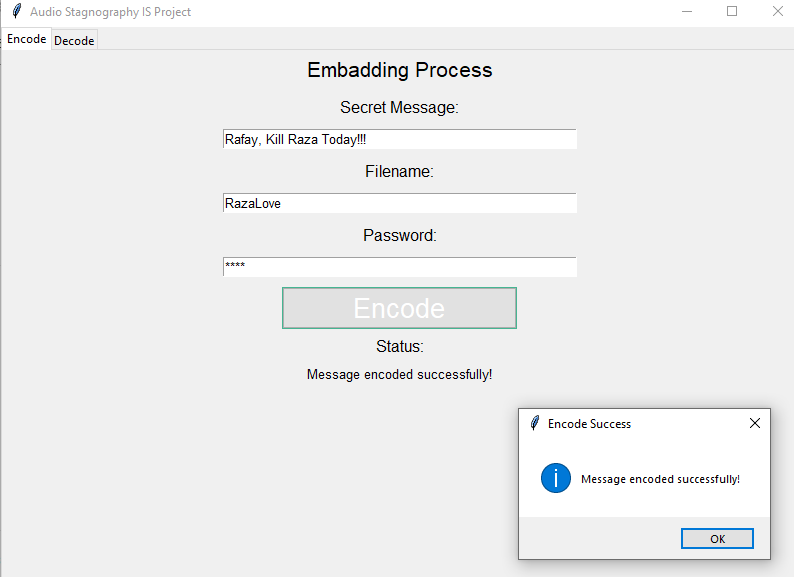 Audio Stagnography IS Project
Encode Decode
Embadding Process
Secret Message:
Rafay, Kill Raza Today!!!
Filename:
RazaLove
Password:
****
Encode
Status:
Message encoded successfully!
Encode Success
Message encoded successfully!
OK